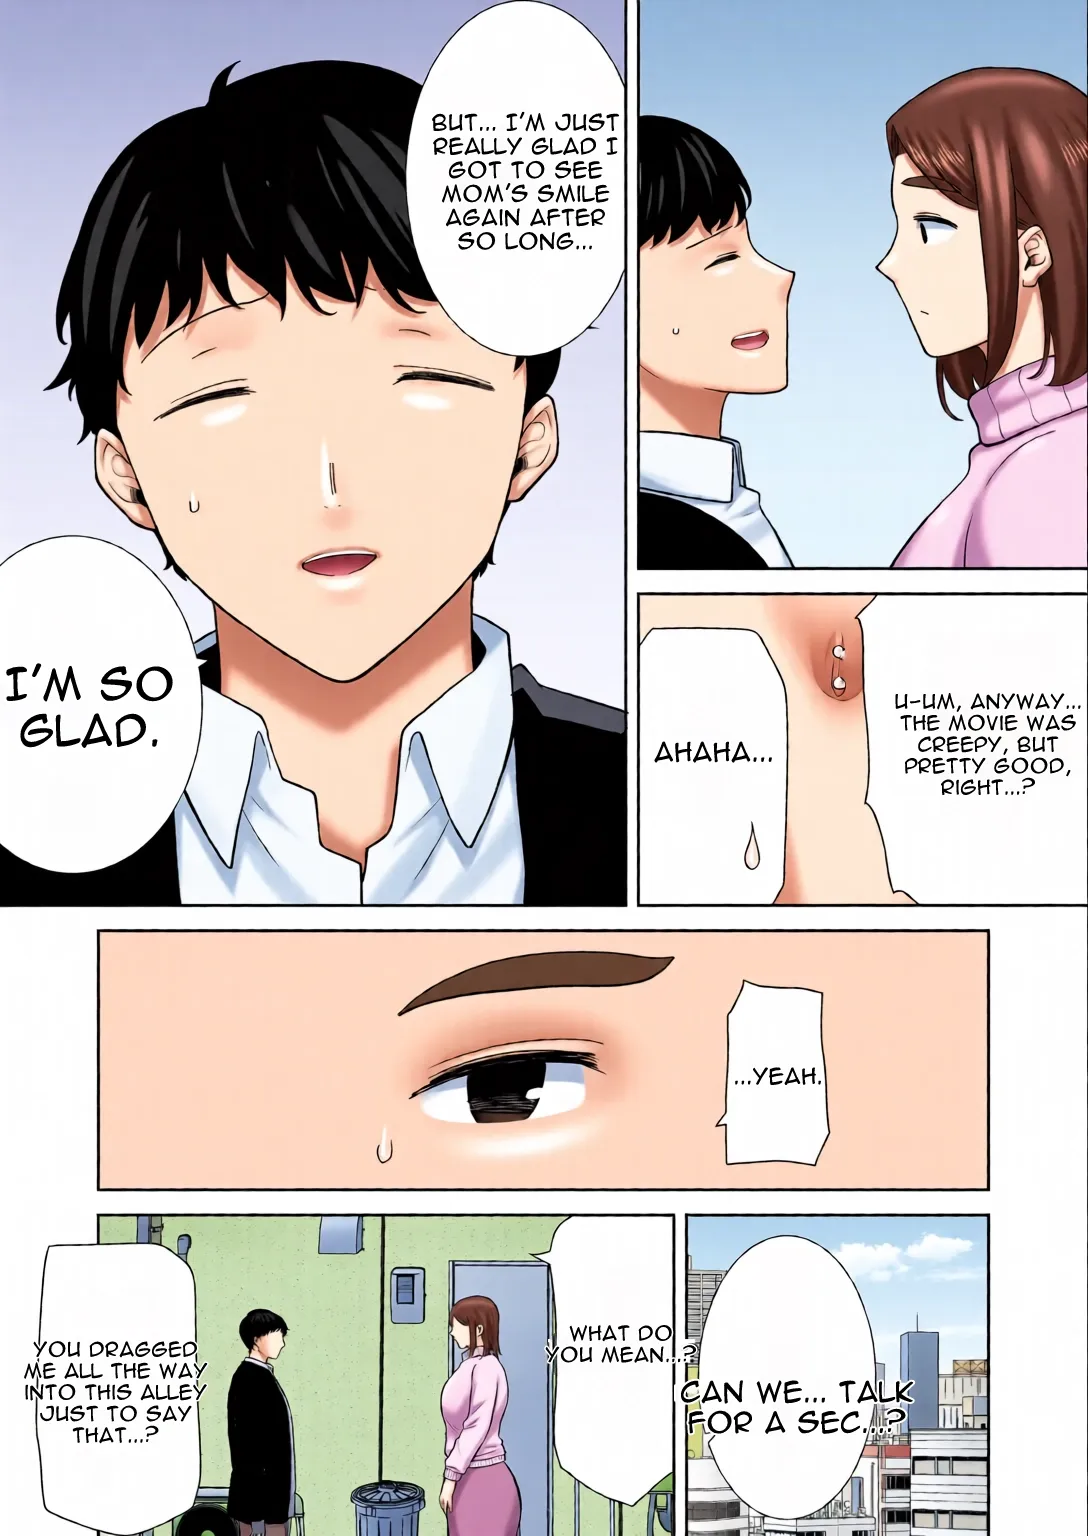 BUT... I'M JUST
REALLY GLAD I
GOT TO SEE
MOM'S SMILE
AGAIN AFTER
SO LONG...
I'M SO
GLAD.
AHAHA...
U-UM, ANYWAY...
THE MOVIE WAS
CREEPY, BUT
PRETTY GOOD,
RIGHT...?
...YEAH.
YOU DRAGGED
ME ALL THE WAY
INTO THIS ALLEY
JUST TO SAY
THAT...?
WHAT DO
YOU MEAN...?
CAN WE... TALK
FOR A SEC...?